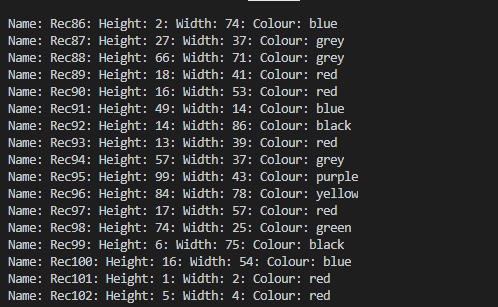 Name: Rec86: Height: 2: Width: 74: Colour: blue
Name: Rec87: Height: 27: Width: 37: Colour: grey
Name: Rec88: Height: 66: Width: 71: Colour: grey
Name: Rec89: Height: 18: Width: 41: Colour: red
Name: Rec90: Height: 16: Width: 53: Colour: red
Name: Rec91: Height: 49: Width: 14: Colour: blue
Name: Rec92: Height: 14: Width: 86: Colour: black
Name: Rec93: Height: 13: Width: 39: Colour: red
Name: Rec94: Height: 57: Width: 37: Colour: grey
Name: Rec95: Height: 99: Width: 43: Colour: purple
Name: Rec96: Height: 84: Width: 78: Colour: yellow
Name: Rec97: Height: 17: Width: 57: Colour: red
Name: Rec98: Height: 74: Width: 25: Colour: green
Name: Rec99: Height: 6: Width: 75: Colour: black
Name: Rec100: Height: 16: Width: 54: Colour: blue
Name: Rec101: Height: 1: Width: 2: Colour: red
Name: Rec102: Height: 5: Width: 4: Colour: red